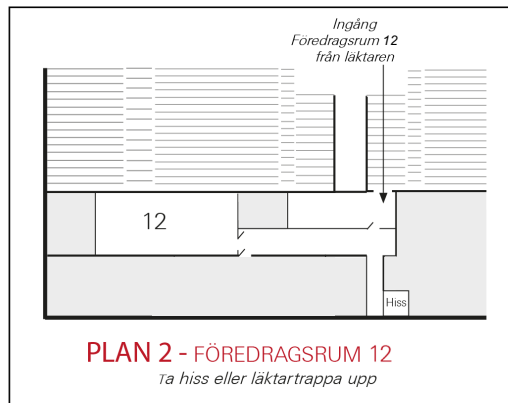 Ingång
Föredragsrum 12
från läktaren
12
Hiss
PLAN 2 - FÖREDRAGSRUM 12
Ta hiss eller läktartrappa upp